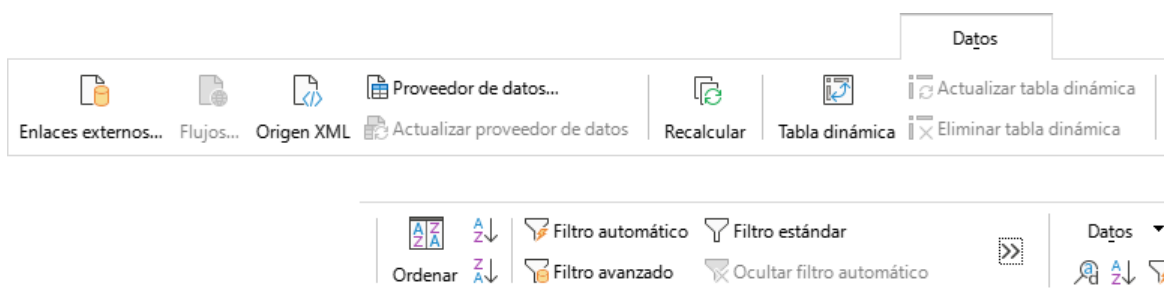 Datos
Proveedor de datos... Actualizar tabla dinámica
Enlaces externos... Flujos... Origen XML Actualizar proveedor de datos Recalcular Tabla dinámica Eliminar tabla dinámica
Filtro automático Filtro estándar Datos
Ordenar Filtro avanzado Ocultar filtro automático